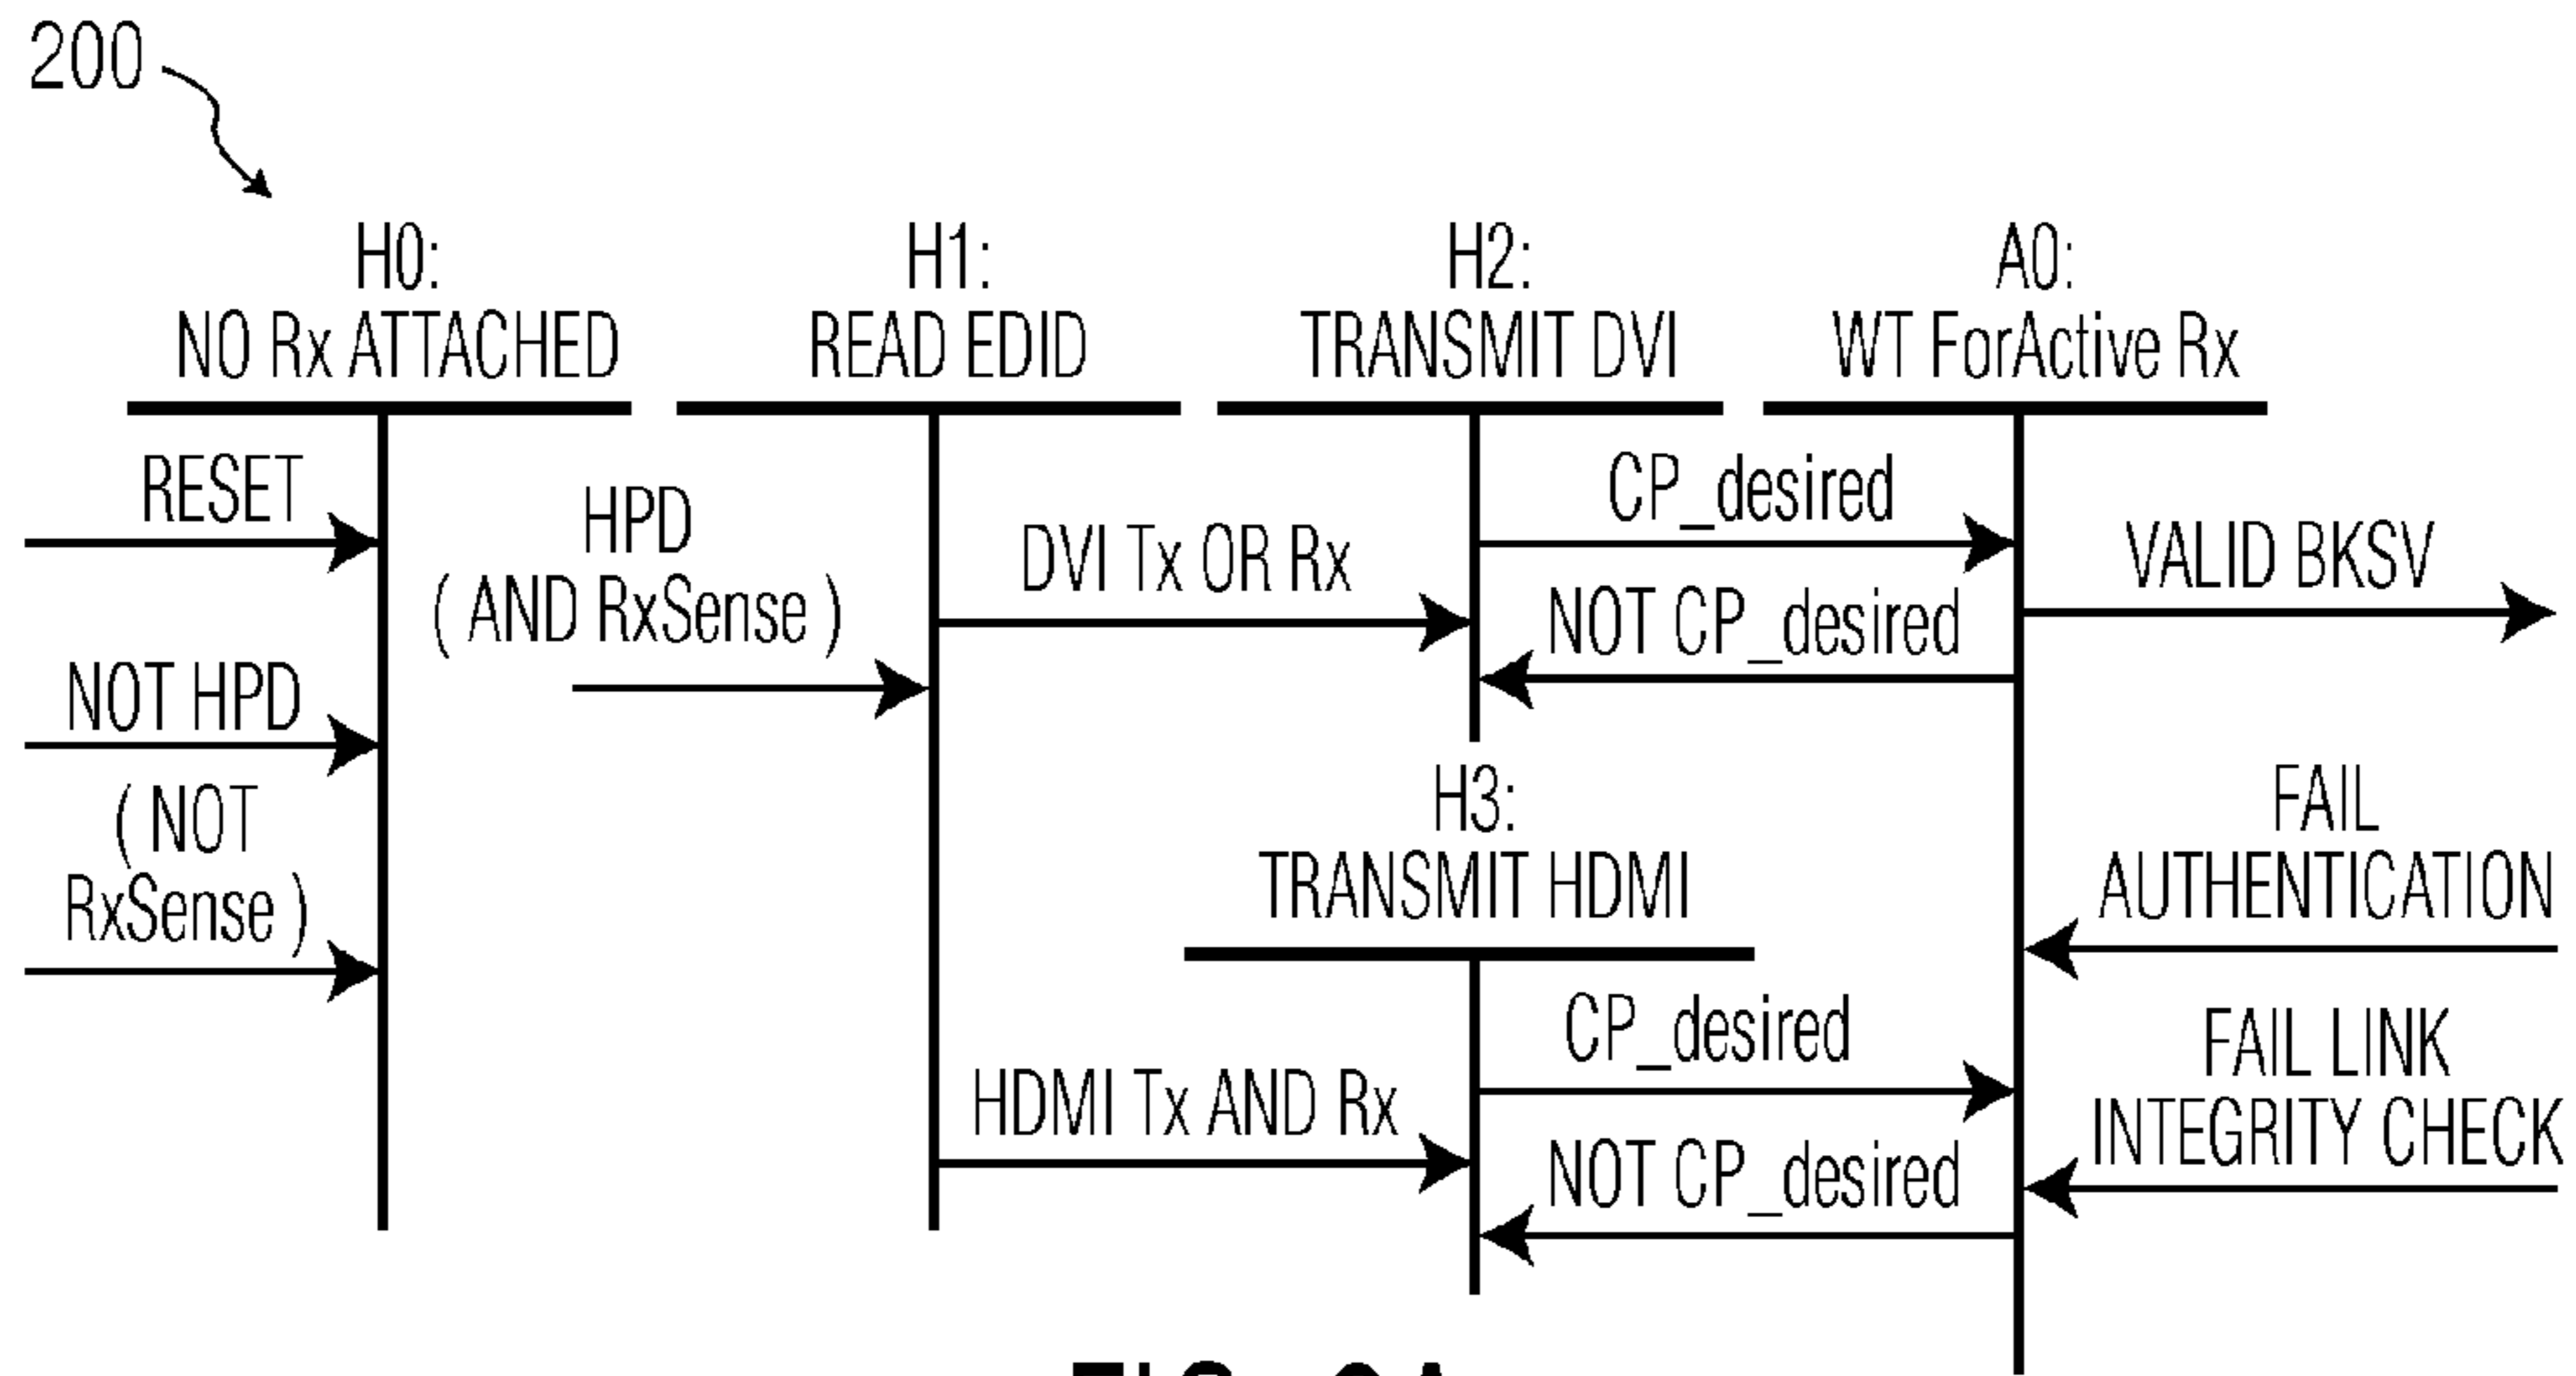 200
H0:
NO Rx ATTACHED
H1:
READ EDID
H2:
TRANSMIT DVI
A0:
WT ForActive Rx
RESET
NOT HPD
( NOT
RxSense )
HPD
( AND RxSense )
DVI Tx OR Rx
CP_desired
NOT CP_desired
VALID BKSV
H3:
TRANSMIT HDMI
HDMI Tx AND Rx
CP_desired
NOT CP_desired
FAIL
AUTHENTICATION
FAIL LINK
INTEGRITY CHECK